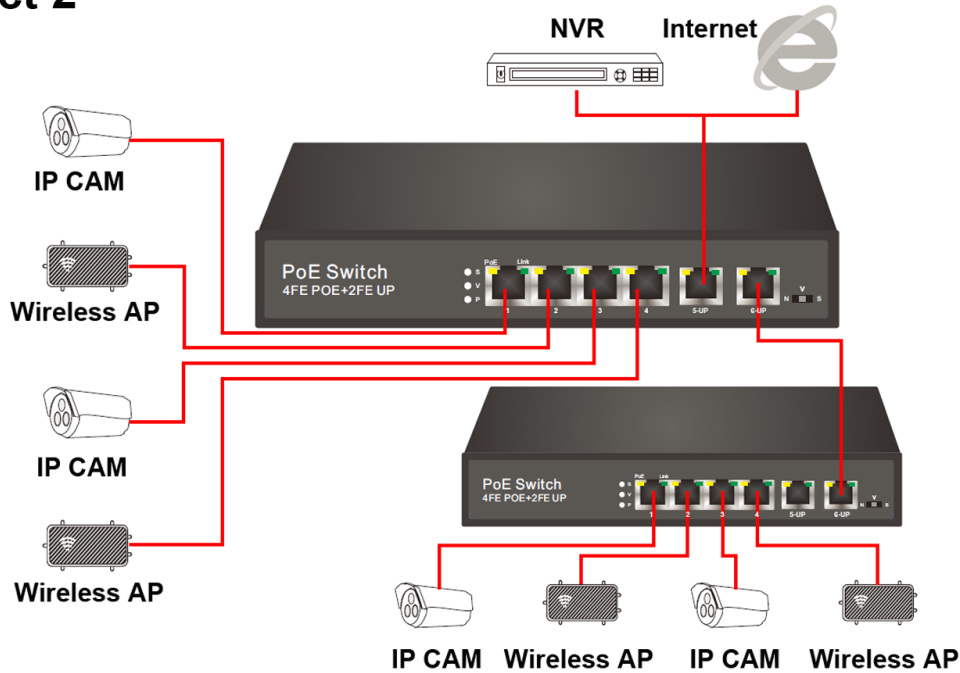 ct 2
NVR
Internet
IP CAM
Wireless AP
IP CAM
Wireless AP
PoE Switch
4FE POE+2FE UP
S
V
P
PoE
Link
1
2
3
4
5-UP
6-UP
V
N
S
PoE Switch
4FE POE+2FE UP
S
V
P
PoE
Link
1
2
3
4
5-UP
6-UP
V
N
S
IP CAM
Wireless AP
IP CAM
Wireless AP